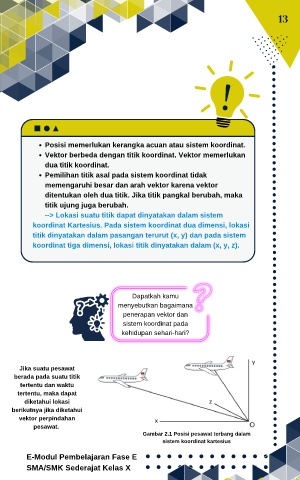 13
• Posisi memerlukan kerangka acuan atau sistem koordinat.
• Vektor berbeda dengan titik koordinat. Vektor memerlukan
dua titik koordinat.
• Pemilihan titik asal pada sistem koordinat tidak
memengaruhi besar dan arah vektor karena vektor
ditentukan oleh dua titik. Jika titik pangkal berubah, maka
titik ujung juga berubah.
--> Lokasi suatu titik dapat dinyatakan dalam sistem
koordinat Kartesius. Pada sistem koordinat dua dimensi, lokasi
titik dinyatakan dalam pasangan terurut (x, y) dan pada sistem
koordinat tiga dimensi, lokasi titik dinyatakan dalam (x, y, z).
Dapatkah kamu
menyebutkan bagaimana
penerapan vektor dan
sistem koordinat pada
kehidupan sehari-hari?
Jika suatu pesawat
berada pada suatu titik
tertentu dan waktu
tertentu, maka dapat
diketahui lokasi
berikutnya jika diketahui
vektor perpindahan
pesawat.
Y
Z
X
O
Gambar 2.1 Posisi pesawat terbang dalam
sistem koordinat kartesius
E-Modul Pembelajaran Fase E
SMA/SMK Sederajat Kelas X